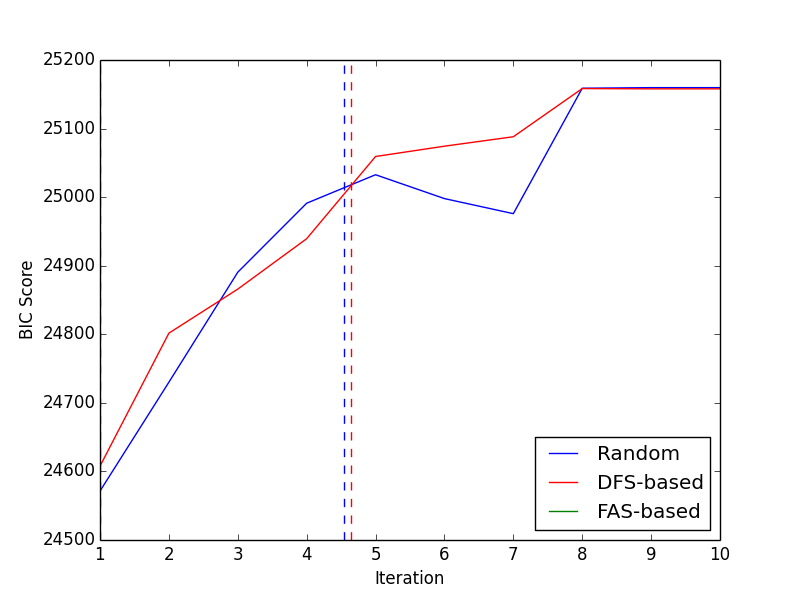 25200
25100
25000
24900
24800
24700
24600
24500
BIC Score
Random
DFS-based
FAS-based
1 2 3 4 5 6 7 8 9 10
Iteration